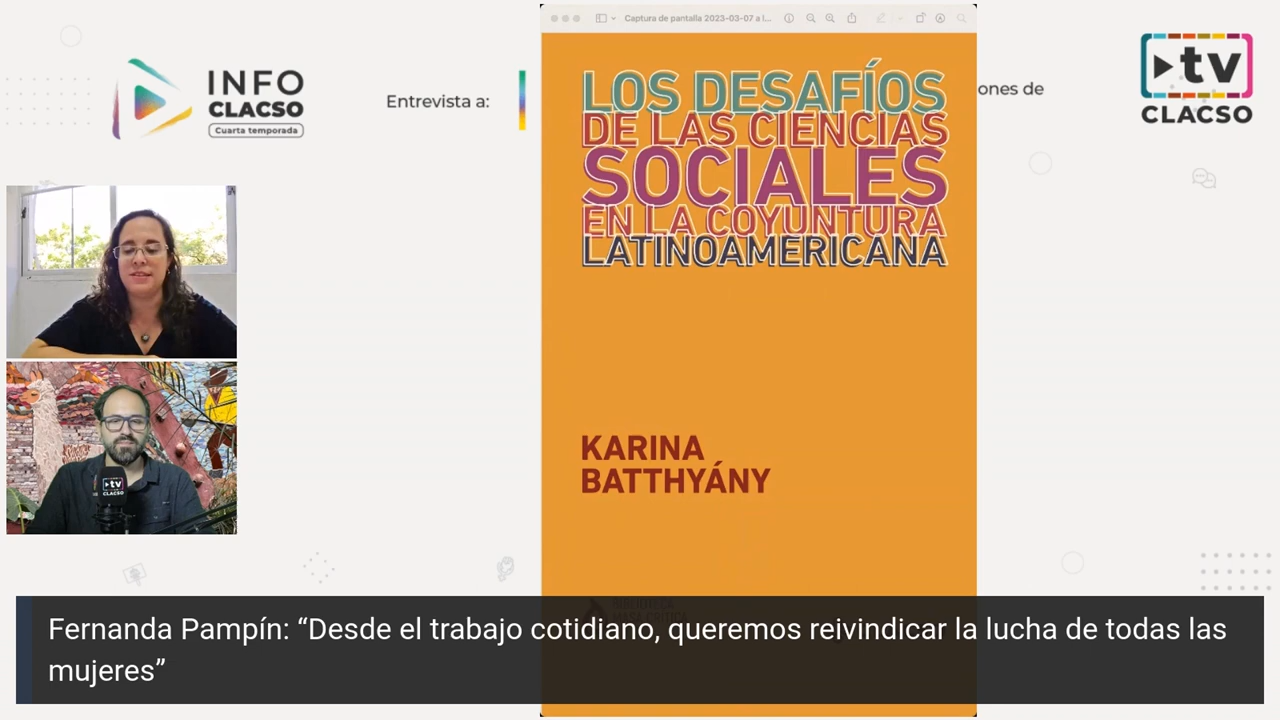 Captura de pantalla 2023-03-07 a l...
INFO
CLACSO
Cuarta temporada
Entrevista a:
ones de
tv
CLACSO
LOS DESAFÍOS
DE LAS CIENCIAS
SOCIALES
EN LA COYUNTURA
LATINOAMERICANA
tv
CLACSO
KARINA
BATTHYÁNY
Fernanda Pampín: “Desde el trabajo cotidiano, queremos reivindicar la lucha de todas las
mujeres”